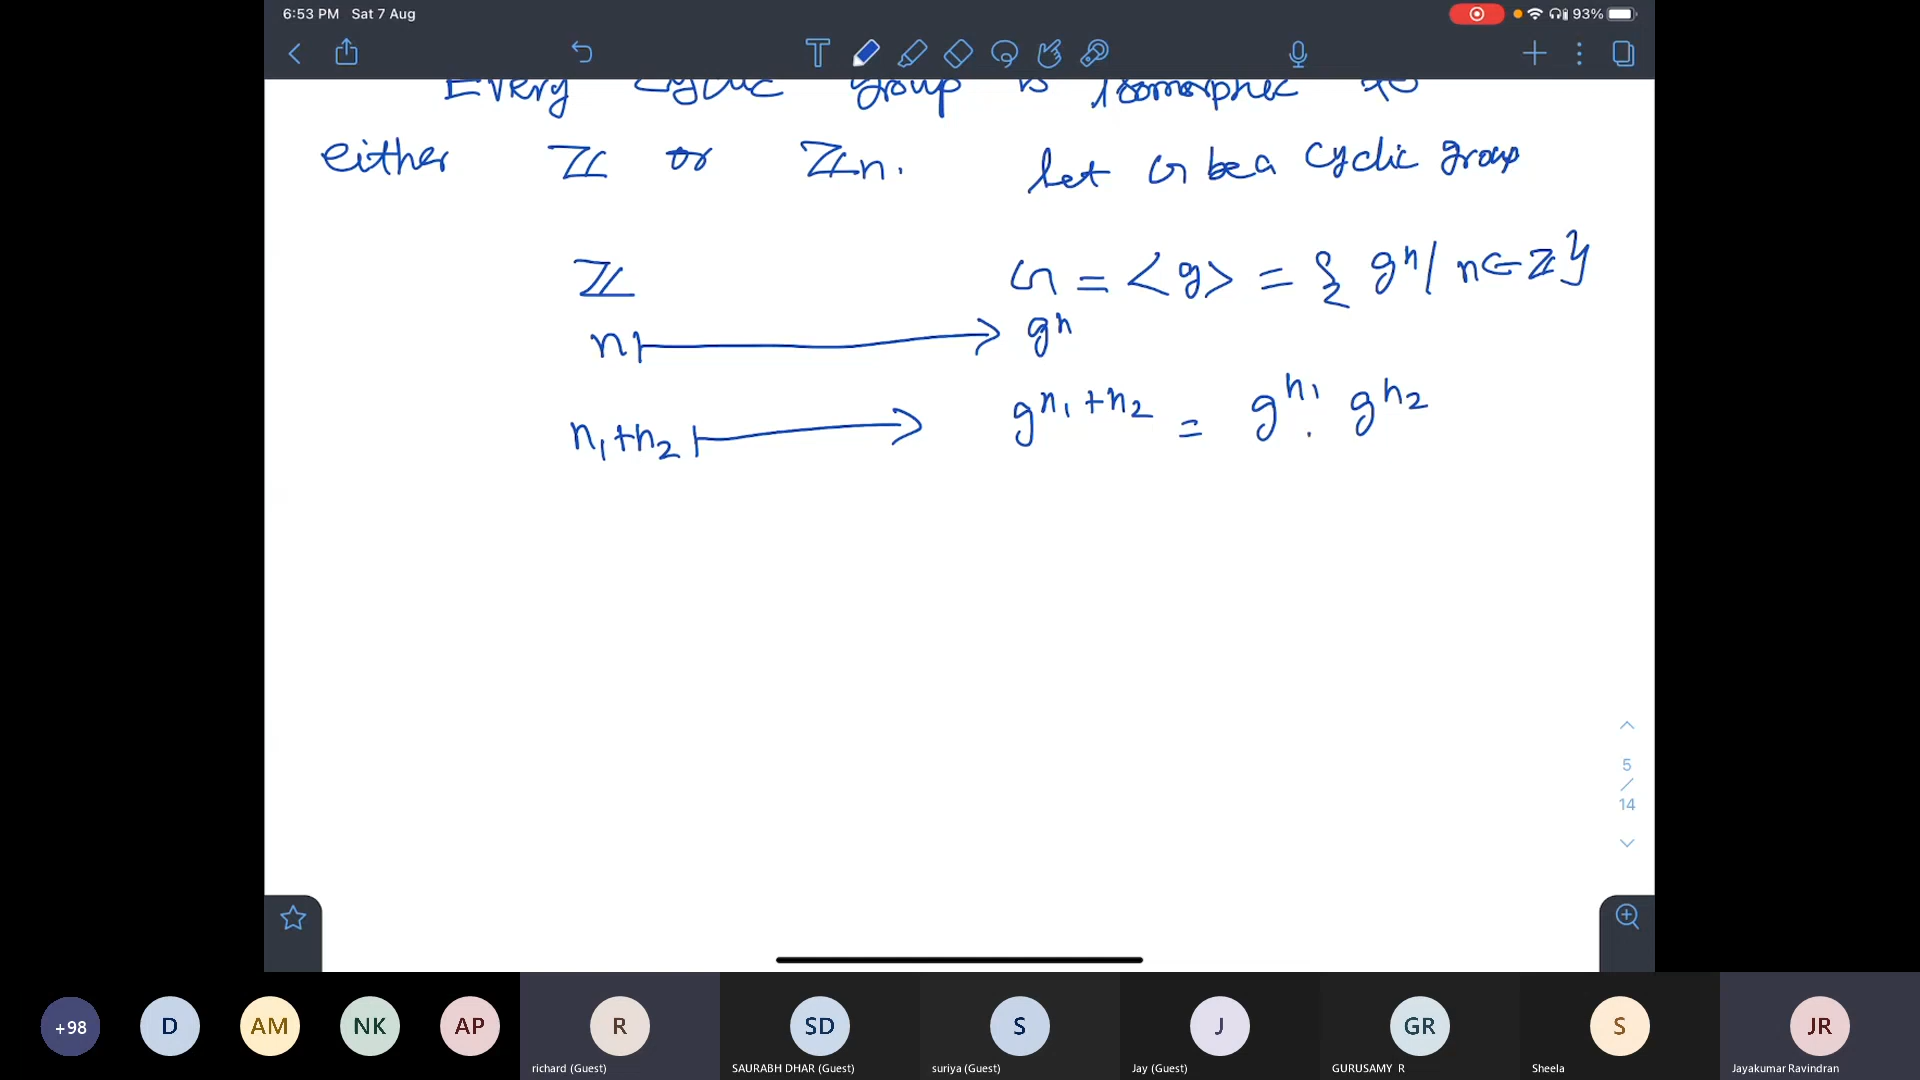 6:53 PM Sat 7 Aug
93%
T
Every cyclic group is isomorphic to
either ℤ or ℤn. let G be a cyclic group
ℤ G = <g> = { gⁿ / n ∈ ℤ }
n ↦ gⁿ
n₁+n₂ ↦ g^(n₁+n₂) = g^(n₁) . g^(n₂)
5
/
14
+98 D AM NK AP R SD S J GR S JR
richard (Guest) SAURABH DHAR (Guest) suriya (Guest) Jay (Guest) GURUSAMY R Sheela Jayakumar Ravindran